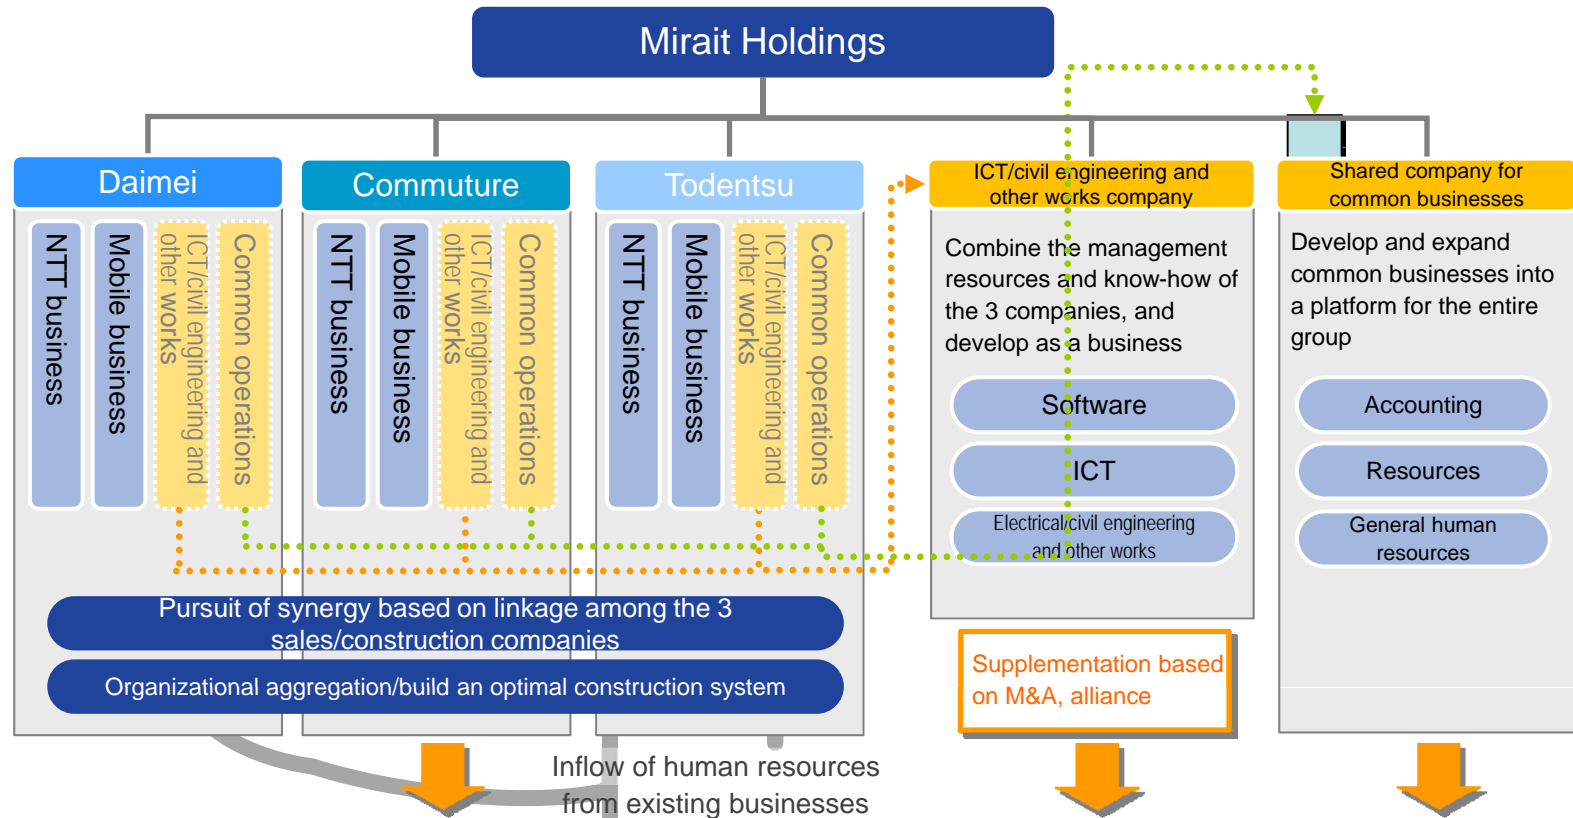 Mirait Holdings
Daimei
Commuture
Todentsu
ICT/civil engineering and
other works company
Shared company for
common businesses
NTT business
Mobile business
ICT/civil engineering and
other works
Common operations
NTT business
Mobile business
ICT/civil engineering and
other works
Common operations
NTT business
Mobile business
ICT/civil engineering and
other works
Common operations
Combine the management
resources and know-how of
the 3 companies, and
develop as a business
Software
ICT
Electrical/civil engineering
and other works
Develop and expand
common businesses into
a platform for the entire
group
Accounting
Resources
General human
resources
Pursuit of synergy based on linkage among the 3
sales/construction companies
Organizational aggregation/build an optimal construction system
Supplementation based
on M&A, alliance
Inflow of human resources
from existing businesses